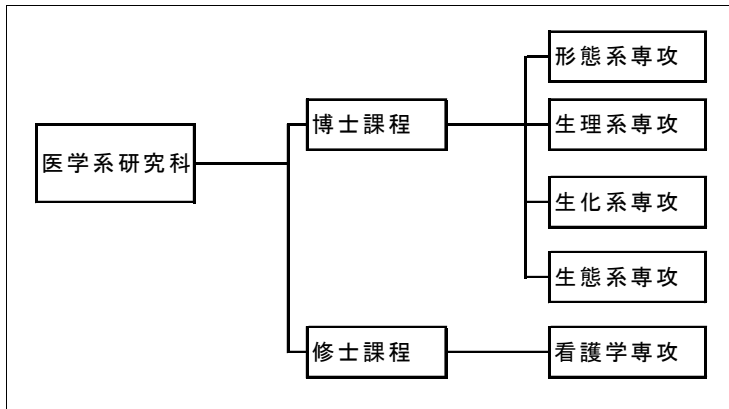 医学系研究科
博士課程
形態系専攻
生理系専攻
生化系専攻
生態系専攻
修士課程
看護学専攻